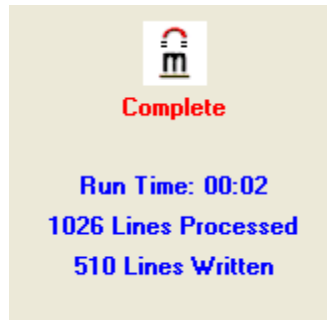 m
Complete
Run Time: 00:02
1026 Lines Processed
510 Lines Written